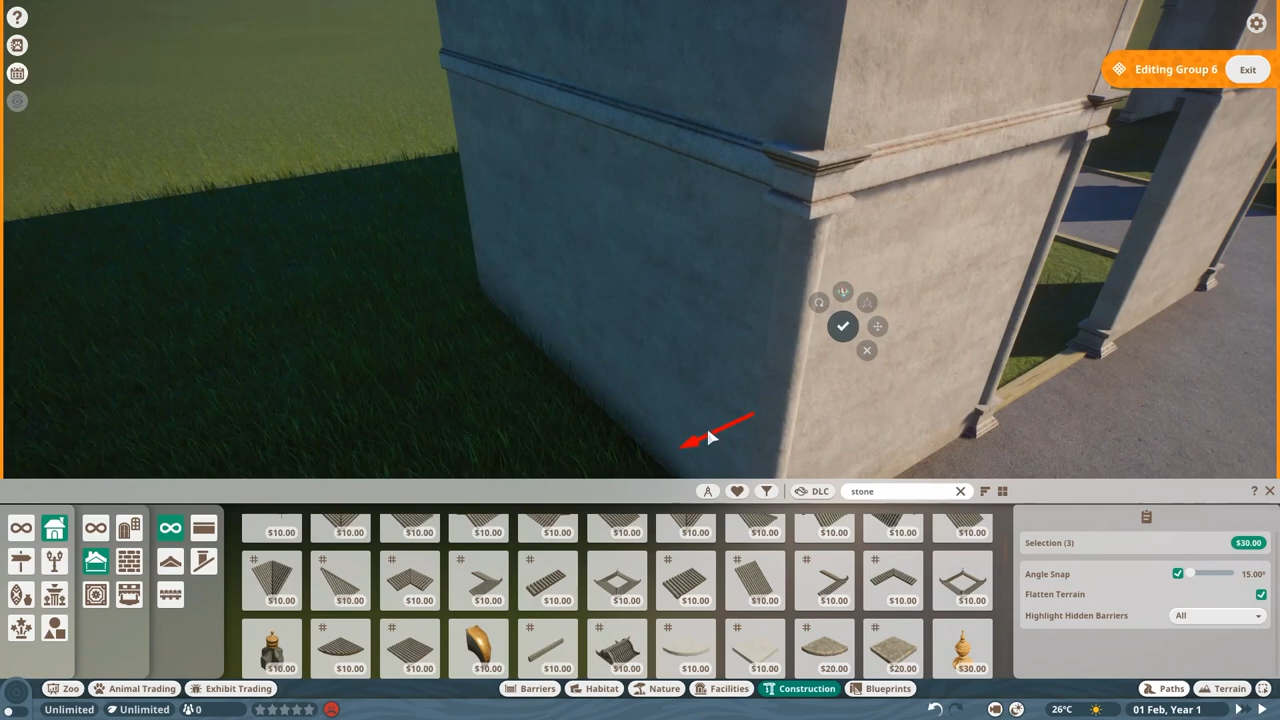 Editing Group 6
Exit
DLC
stone
$10.00 $10.00 $10.00 $10.00 $10.00 $10.00 $10.00 $10.00 $10.00 $10.00 $10.00
$10.00 $10.00 $10.00 $10.00 $10.00 $10.00 $10.00 $10.00 $10.00 $10.00 $10.00
$10.00 $10.00 $10.00 $10.00 $10.00 $10.00 $10.00 $10.00 $20.00 $20.00 $30.00
Selection (3) $30.00
Angle Snap 15.00°
Flatten Terrain
Highlight Hidden Barriers All
Zoo Animal Trading Exhibit Trading Barriers Habitat Nature Facilities Construction Blueprints Paths Terrain
Unlimited Unlimited 0 26°C 01 Feb, Year 1